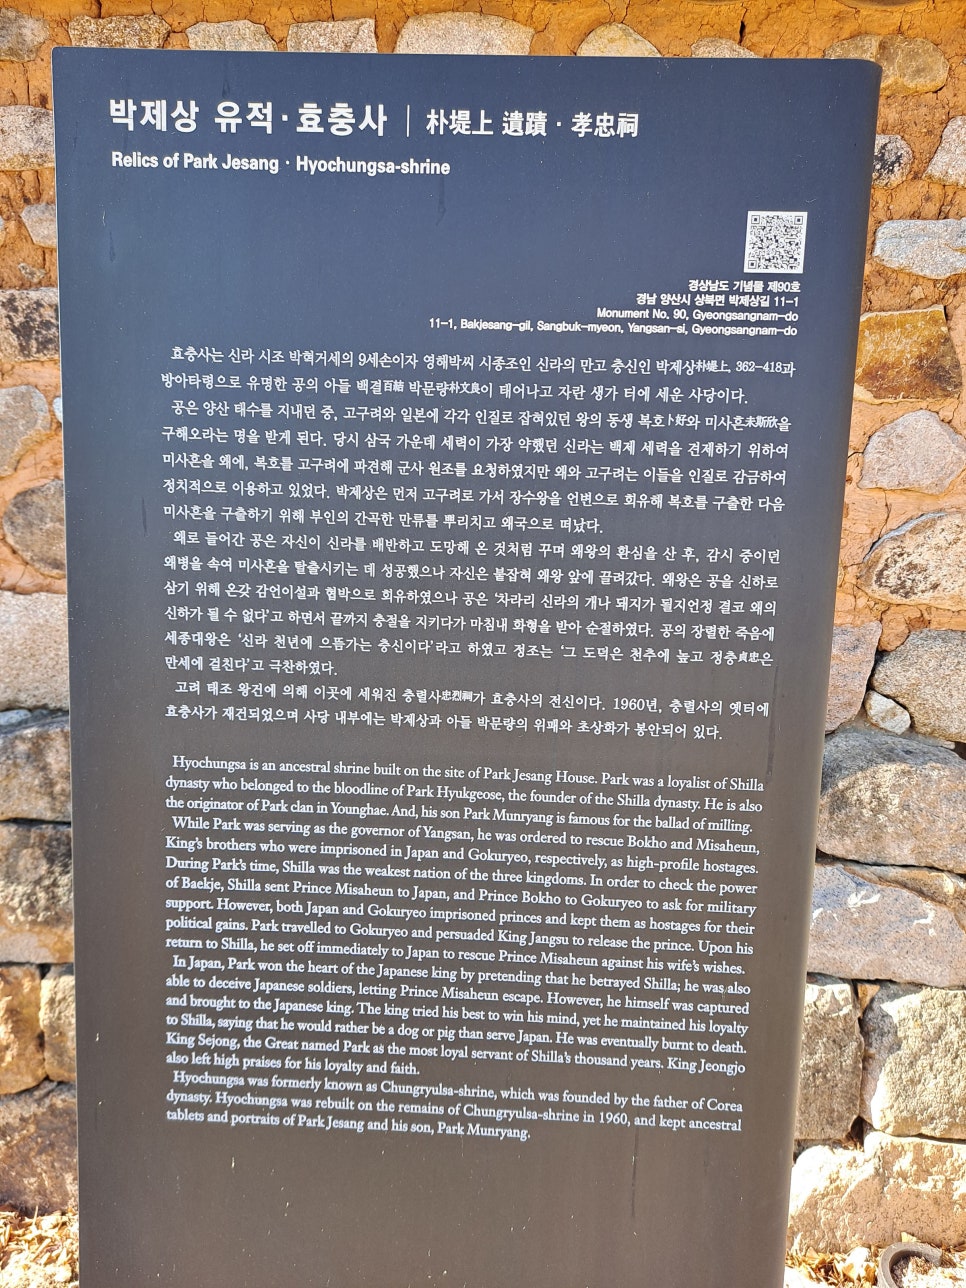 박제상 유적·효충사 | 朴堤上 遺蹟·孝忠祠
Relics of Park Jesang · Hyochungsa-shrine
경상남도 기념물 제90호
경남 양산시 상북면 박제상길 11-1
Monument No. 90, Gyeongsangnam-do
11-1, Bakjesang-gil, Sangbuk-myeon, Yangsan-si, Gyeongsangnam-do
효충사는 신라 시조 박혁거세의 9세손이자 영해박씨 시종조인 신라의 만고 충신인 박제상朴堤上, 362-418과
방아타령으로 유명한 공의 아들 백결百結 박문량朴文良이 태어나고 자란 생가 터에 세운 사당이다.
공은 양산 태수를 지내던 중, 고구려와 일본에 각각 인질로 잡혀있던 왕의 동생 복호卜好와 미사흔未斯欣을
구해오라는 명을 받게 된다. 당시 삼국 가운데 세력이 가장 약했던 신라는 백제 세력을 견제하기 위하여
미사흔을 왜에, 복호를 고구려에 파견해 군사 원조를 요청하였지만 왜와 고구려는 이들을 인질로 감금하여
정치적으로 이용하고 있었다. 박제상은 먼저 고구려로 가서 장수왕을 언변으로 회유해 복호를 구출한 다음
미사흔을 구출하기 위해 부인의 간곡한 만류를 뿌리치고 왜국으로 떠났다.
왜로 들어간 공은 자신이 신라를 배반하고 도망해 온 것처럼 꾸며 왜왕의 환심을 산 후, 감시 중이던
왜병을 속여 미사흔을 탈출시키는 데 성공했으나 자신은 붙잡혀 왜왕 앞에 끌려갔다. 왜왕은 공을 신하로
삼기 위해 온갖 감언이설과 협박으로 회유하였으나 공은 '차라리 신라의 개나 돼지가 될지언정 결코 왜의
신하가 될 수 없다'고 하면서 끝까지 충절을 지키다가 마침내 화형을 받아 순절하였다. 공의 장렬한 죽음에
세종대왕은 '신라 천년에 으뜸가는 충신이다'라고 하였고 정조는 '그 도덕은 천추에 높고 정충貞忠은
만세에 걸친다'고 극찬하였다.
고려 태조 왕건에 의해 이곳에 세워진 충렬사忠烈祠가 효충사의 전신이다. 1960년, 충렬사의 옛터에
효충사가 재건되었으며 사당 내부에는 박제상과 아들 박문량의 위패와 초상화가 봉안되어 있다.
Hyochungsa is an ancestral shrine built on the site of Park Jesang House. Park was a loyalist of Shilla
dynasty who belonged to the bloodline of Park Hyukgeose, the founder of the Shilla dynasty. He is also
the originator of Park clan in Younghae. And, his son Park Munryang is famous for the ballad of milling.
While Park was serving as the governor of Yangsan, he was ordered to rescue Bokho and Misaheun,
King's brothers who were imprisoned in Japan and Gokuryeo, respectively, as high-profile hostages.
During Park's time, Shilla was the weakest nation of the three kingdoms. In order to check the power
of Baekje, Shilla sent Prince Misaheun to Japan, and Prince Bokho to Gokuryeo to ask for military
support. However, both Japan and Gokuryeo imprisoned princes and kept them as hostages for their
political gains. Park travelled to Gokuryeo and persuaded King Jangsu to release the prince. Upon his
return to Shilla, he set off immediately to Japan to rescue Prince Misaheun against his wife's wishes.
In Japan, Park won the heart of the Japanese king by pretending that he betrayed Shilla; he was also
able to deceive Japanese soldiers, letting Prince Misaheun escape. However, he himself was captured
and brought to the Japanese king. The king tried his best to win his mind, yet he maintained his loyalty
to Shilla, saying that he would rather be a dog or pig than serve Japan. He was eventually burnt to death.
King Sejong, the Great named Park as the most loyal servant of Shilla's thousand years. King Jeongjo
also left high praises for his loyalty and faith.
Hyochungsa was formerly known as Chungryulsa-shrine, which was founded by the father of Corea
dynasty. Hyochungsa was rebuilt on the remains of Chungryulsa-shrine in 1960, and kept ancestral
tablets and portraits of Park Jesang and his son, Park Munryang.